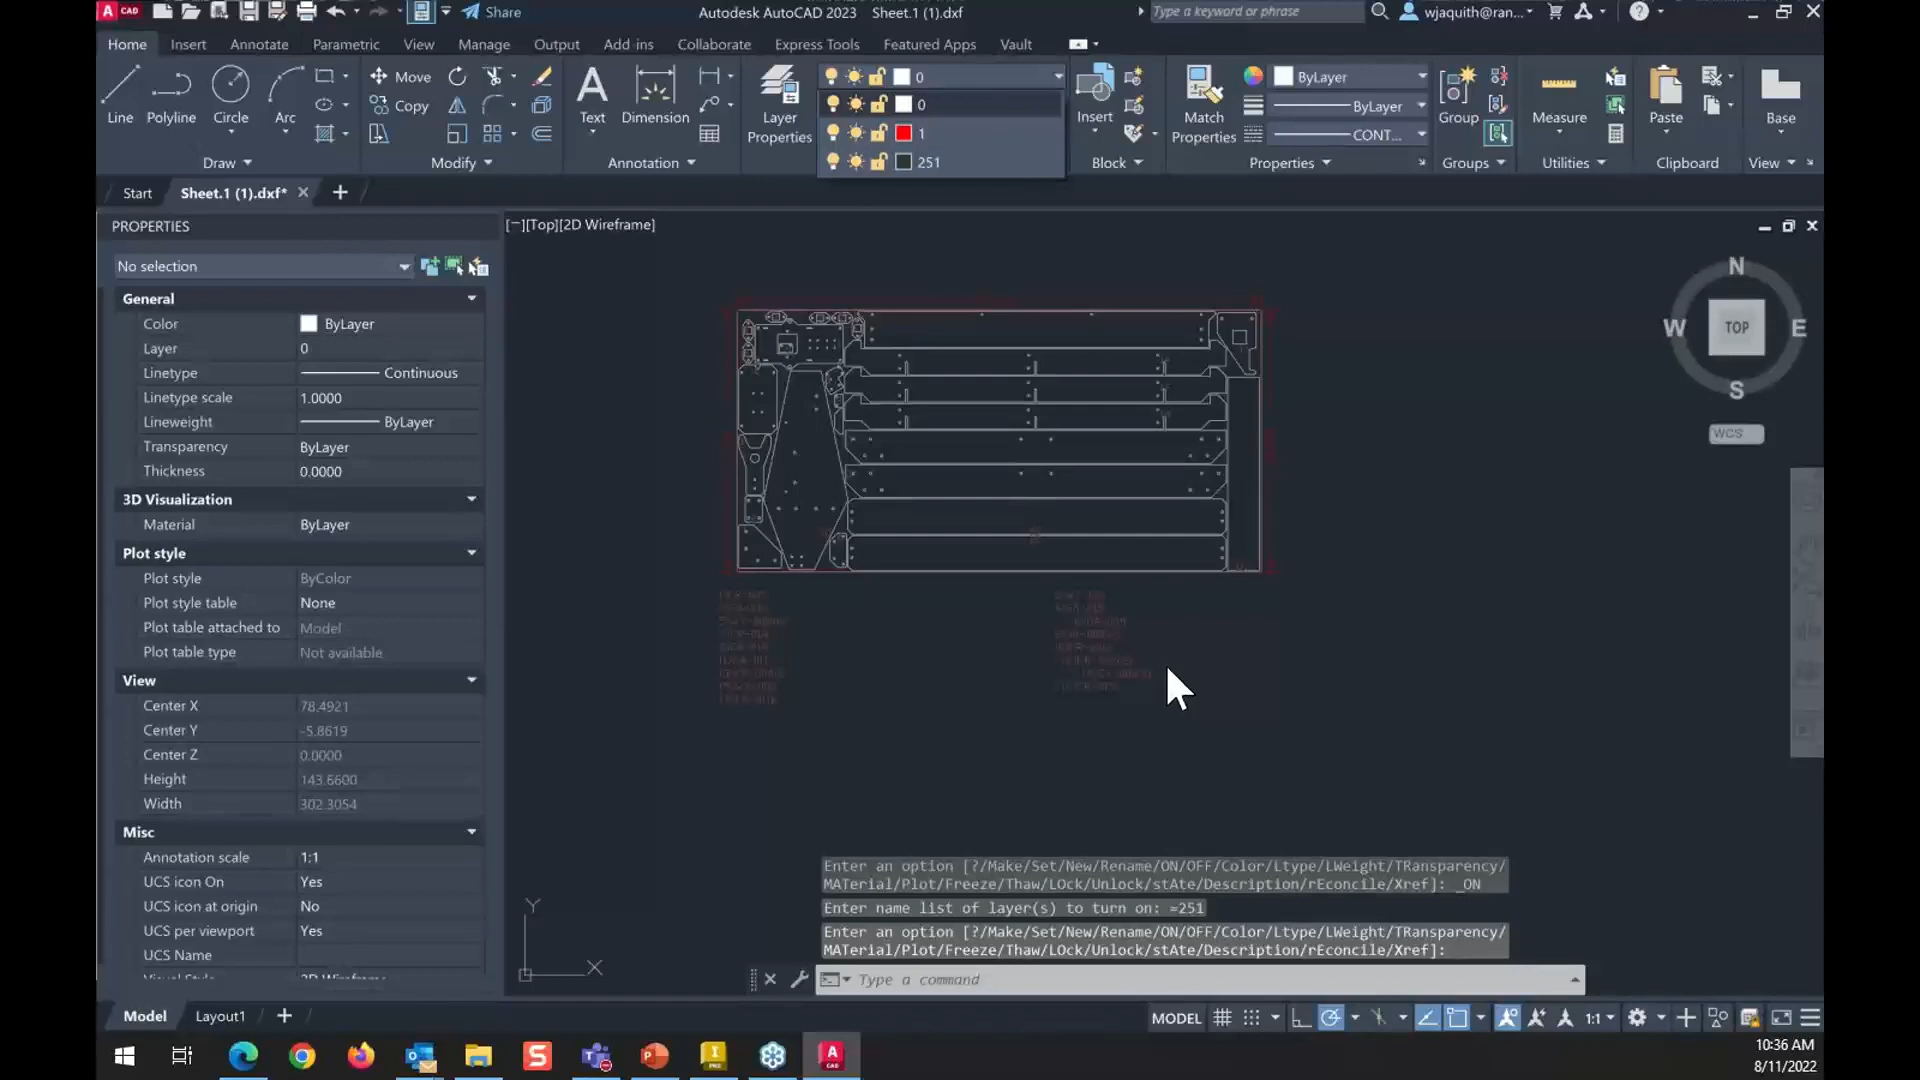 A CAD
Share
Autodesk AutoCAD 2023 Sheet.1 (1).dxf
Type a keyword or phrase
wjaquith@ran...
Home Insert Annotate Parametric View Manage Output Add-ins Collaborate Express Tools Featured Apps Vault
Line
Polyline
Circle
Arc
Draw
Move
Copy
Modify
Text
Dimension
Annotation
Layer
Properties
0
0
1
251
Insert
Block
Match
Properties
ByLayer
ByLayer
CONT...
Properties
Group
Groups
Measure
Utilities
Paste
Clipboard
Base
View
Start
Sheet.1 (1).dxf*
PROPERTIES
No selection
General
Color ByLayer
Layer 0
Linetype Continuous
Linetype scale 1.0000
Lineweight ByLayer
Transparency ByLayer
Thickness 0.0000
3D Visualization
Material ByLayer
Plot style
Plot style ByColor
Plot style table None
Plot table attached to Model
Plot table type Not available
View
Center X 78.4921
Center Y -5.8619
Center Z 0.0000
Height 143.6600
Width 302.3054
Misc
Annotation scale 1:1
UCS icon On Yes
UCS icon at origin No
UCS per viewport Yes
UCS Name
Visual Style 2D Wireframe
[−][Top][2D Wireframe]
N
W TOP E
S
WCS
Y
X
Enter an option [?/Make/Set/New/Rename/ON/OFF/Color/Ltype/LWeight/TRansparency/
MATerial/Plot/Freeze/Thaw/LOck/Unlock/stAte/Description/rEconcile/Xref]: _ON
Enter name list of layer(s) to turn on: =251
Enter an option [?/Make/Set/New/Rename/ON/OFF/Color/Ltype/LWeight/TRansparency/
MATerial/Plot/Freeze/Thaw/LOck/Unlock/stAte/Description/rEconcile/Xref]:
Type a command
Model Layout1
MODEL
1:1
10:36 AM
8/11/2022